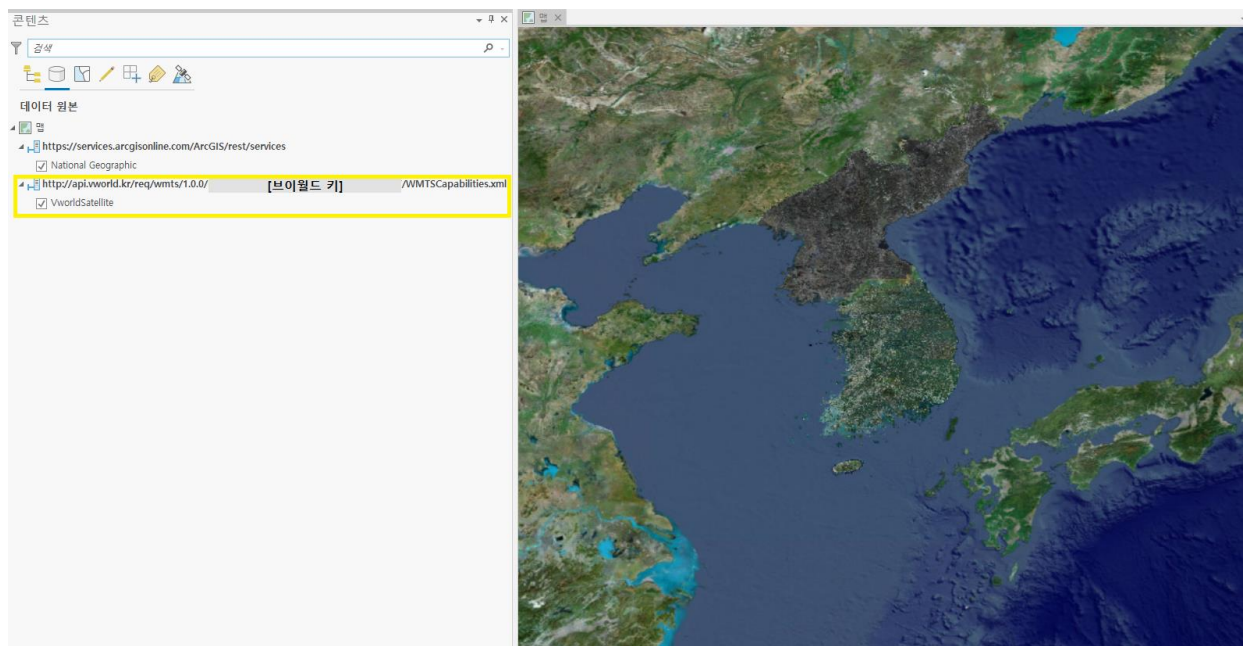 콘텐츠
검색
데이터 원본
맵
https://services.arcgisonline.com/ArcGIS/rest/services
National Geographic
http://api.vworld.kr/req/wmts/1.0.0/ [브이월드 키] /WMTSCapabilities.xml
VworldSatellite
맵